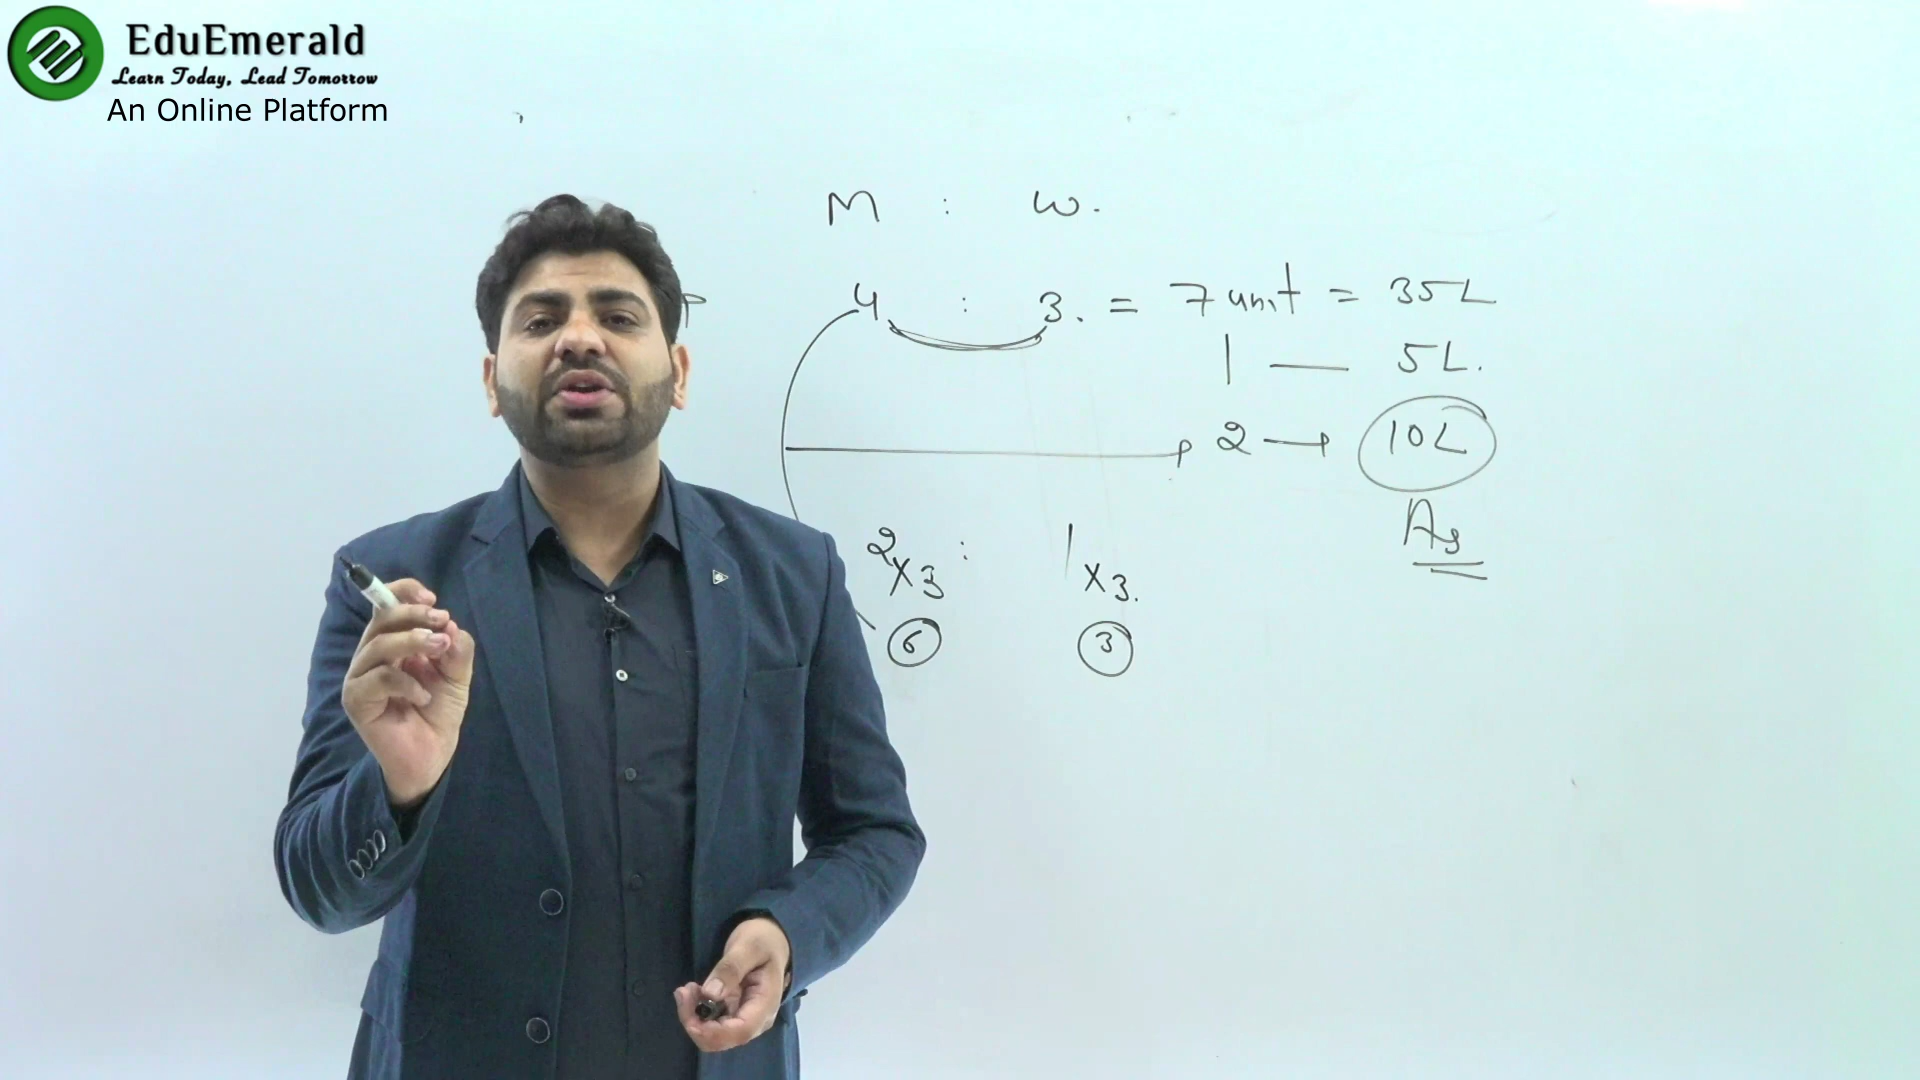 EduEmerald
Learn Today, Lead Tomorrow
An Online Platform
M : W.
4 : 3. = 7 unit = 35L
1 — 5L.
2 → 10L
As
2x3 : 1x3.
6 3